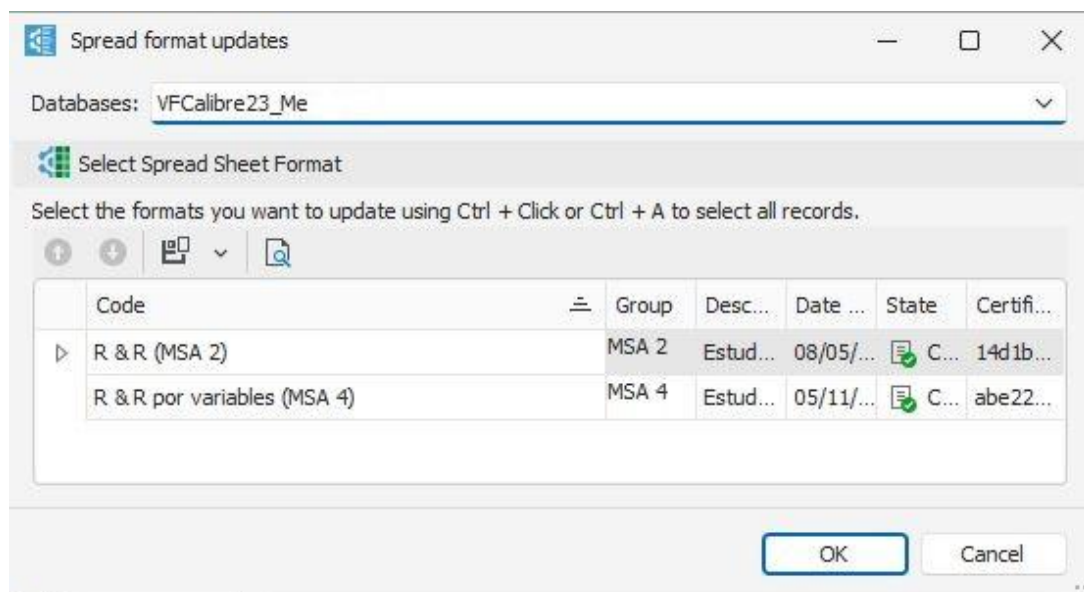 Spread format updates
Databases: VFCalibre23_Me
Select Spread Sheet Format
Select the formats you want to update using Ctrl + Click or Ctrl + A to select all records.
Code Group Desc... Date ... State Certifi...
R & R (MSA 2) MSA 2 Estud... 08/05/... C... 14d1b...
R & R por variables (MSA 4) MSA 4 Estud... 05/11/... C... abe22...
OK Cancel